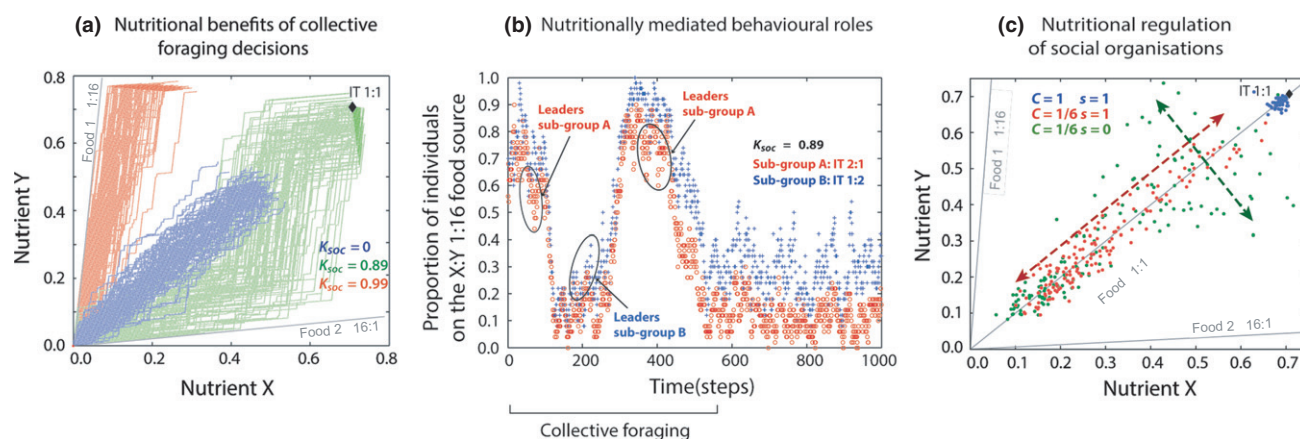 (a) Nutritional benefits of collective
foraging decisions
0.8
0.6
0.4
0.2
0.0
Nutrient Y
Food 1 1:16
IT 1:1
Ksoc = 0
Ksoc = 0.89
Ksoc = 0.99
Food 2 16:1
0.0 0.2 0.4 0.6 0.8
Nutrient X
(b) Nutritionally mediated behavioural roles
1.0
0.9
0.8
0.7
0.6
0.5
0.4
0.3
0.2
0.1
0.0
Proportion of individuals
on the X:Y 1:16 food source
Leaders
sub-group A
Leaders
sub-group A
Ksoc = 0.89
Sub-group A: IT 2:1
Sub-group B: IT 1:2
Leaders
sub-group B
0 200 400 600 800 1000
Time(steps)
Collective foraging
(c) Nutritional regulation
of social organisations
0.7
0.6
0.5
0.4
0.3
0.2
0.1
0.0
Nutrient Y
Food 1 1:16
C = 1 s = 1
C = 1/6 s = 1
C = 1/6 s = 0
IT 1:1
Food 1:1
Food 2 16:1
0.0 0.1 0.2 0.3 0.4 0.5 0.6 0.7
Nutrient X